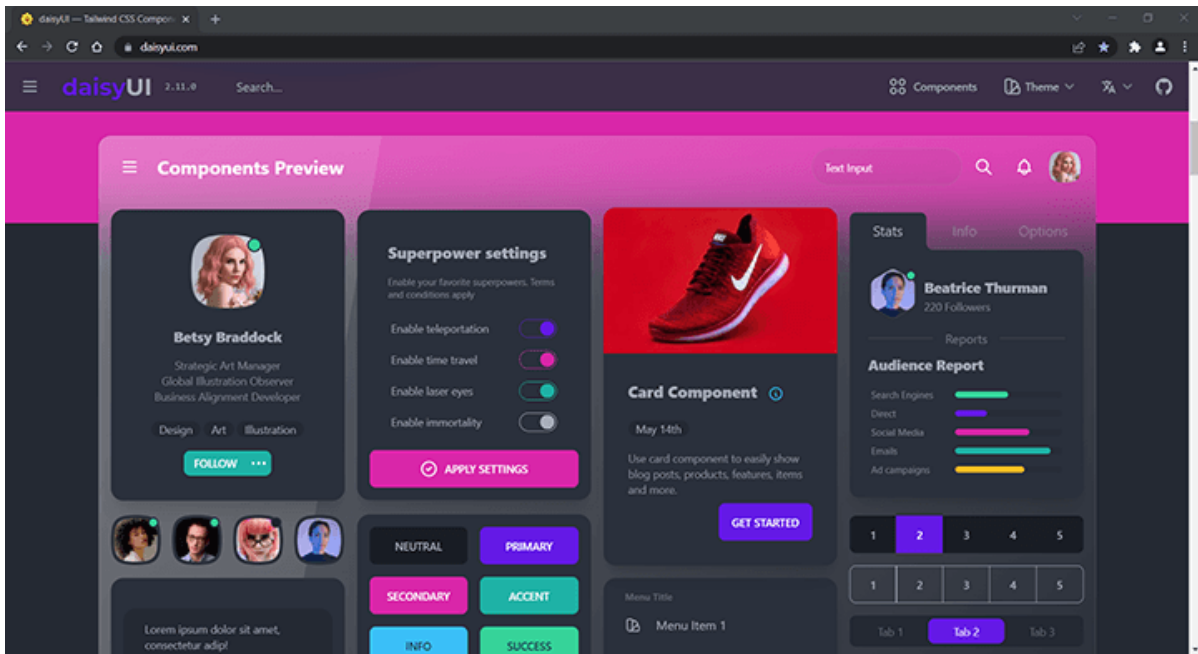 daisyUI — Tailwind CSS Compon
daisyui.com
daisyUI 2.11.0 Search... Components Theme
Components Preview Text Input
Betsy Braddock
Strategic Art Manager
Global Illustration Observer
Business Alignment Developer
Design Art Illustration
FOLLOW
Superpower settings
Enable your favorite superpowers. Terms
and conditions apply
Enable teleportation
Enable time travel
Enable laser eyes
Enable immortality
APPLY SETTINGS
Card Component
May 14th
Use card component to easily show
blog posts, products, features, items
and more.
GET STARTED
Stats Info Options
Beatrice Thurman
220 Followers
Reports
Audience Report
Search Engines
Direct
Social Media
Emails
Ad campaigns
Lorem ipsum dolor sit amet,
consectetur adipi
NEUTRAL PRIMARY
SECONDARY ACCENT
INFO SUCCESS
Menu Title
Menu Item 1
1 2 3 4 5
1 2 3 4 5
Tab 1 Tab 2 Tab 3